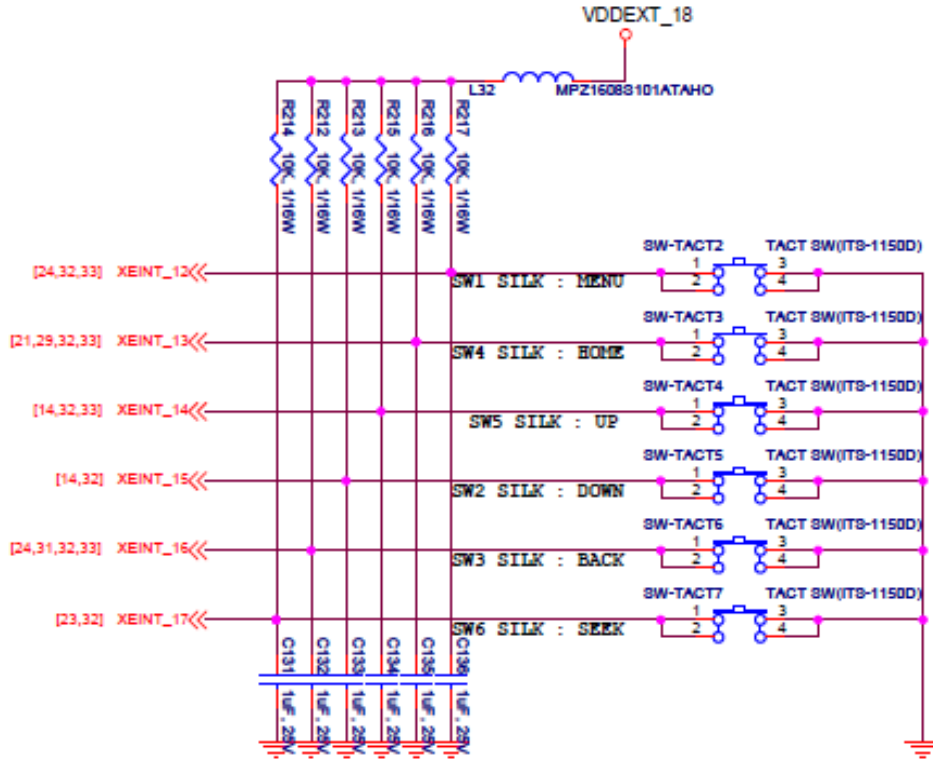 VDDEXT_18
L32 MPZ1608S101ATAHO
R214 10K, 1/16W
R212 10K, 1/16W
R213 10K, 1/16W
R215 10K, 1/16W
R216 10K, 1/16W
R217 10K, 1/16W
[24,32,33] XEINT_12
SW1 SILK : MENU
SW-TACT2 TACT SW(ITS-1150D)
1 3
2 4
[21,29,32,33] XEINT_13
SW4 SILK : HOME
SW-TACT3 TACT SW(ITS-1150D)
1 3
2 4
[14,32,33] XEINT_14
SW5 SILK : UP
SW-TACT4 TACT SW(ITS-1150D)
1 3
2 4
[14,32] XEINT_15
SW2 SILK : DOWN
SW-TACT5 TACT SW(ITS-1150D)
1 3
2 4
[24,31,32,33] XEINT_16
SW3 SILK : BACK
SW-TACT6 TACT SW(ITS-1150D)
1 3
2 4
[23,32] XEINT_17
SW6 SILK : SEEK
SW-TACT7 TACT SW(ITS-1150D)
1 3
2 4
C131 1uF, 25V
C132 1uF, 25V
C133 1uF, 25V
C134 1uF, 25V
C135 1uF, 25V
C136 1uF, 25V